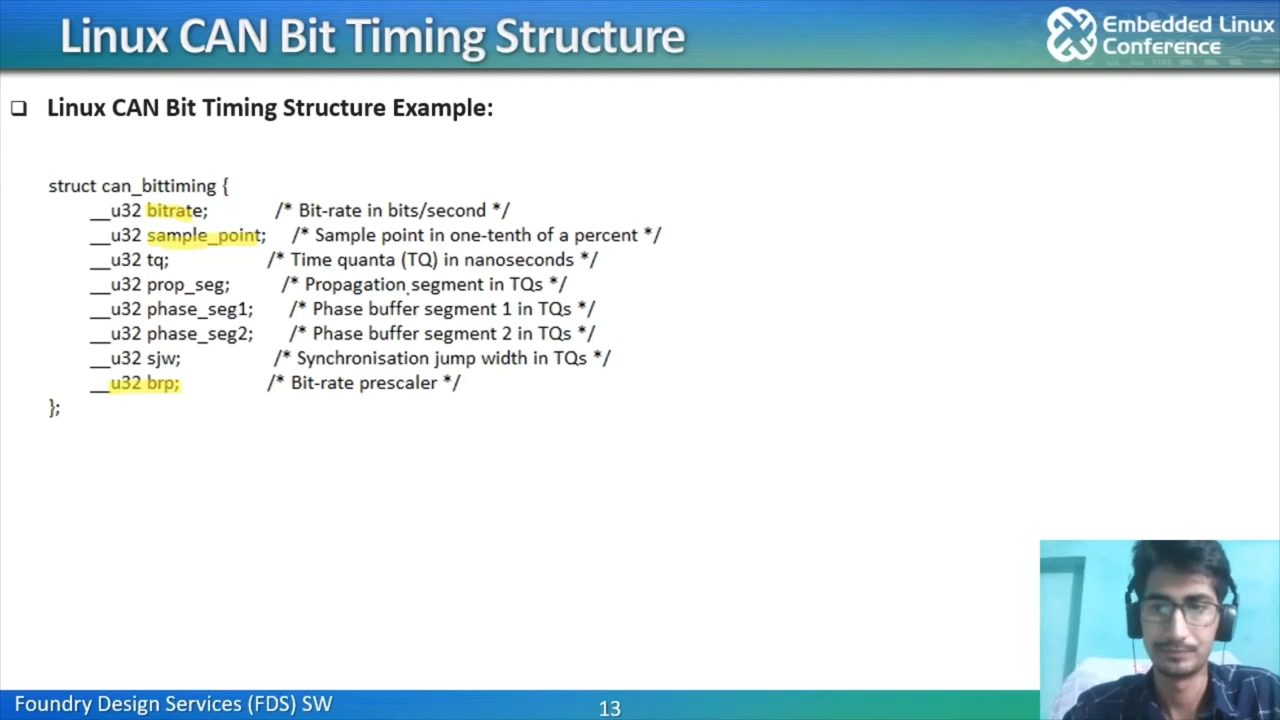 Linux CAN Bit Timing Structure
Embedded Linux
Conference
Linux CAN Bit Timing Structure Example:
struct can_bittiming {
__u32 bitrate; /* Bit-rate in bits/second */
__u32 sample_point; /* Sample point in one-tenth of a percent */
__u32 tq; /* Time quanta (TQ) in nanoseconds */
__u32 prop_seg; /* Propagation segment in TQs */
__u32 phase_seg1; /* Phase buffer segment 1 in TQs */
__u32 phase_seg2; /* Phase buffer segment 2 in TQs */
__u32 sjw; /* Synchronisation jump width in TQs */
__u32 brp; /* Bit-rate prescaler */
};
Foundry Design Services (FDS) SW
13